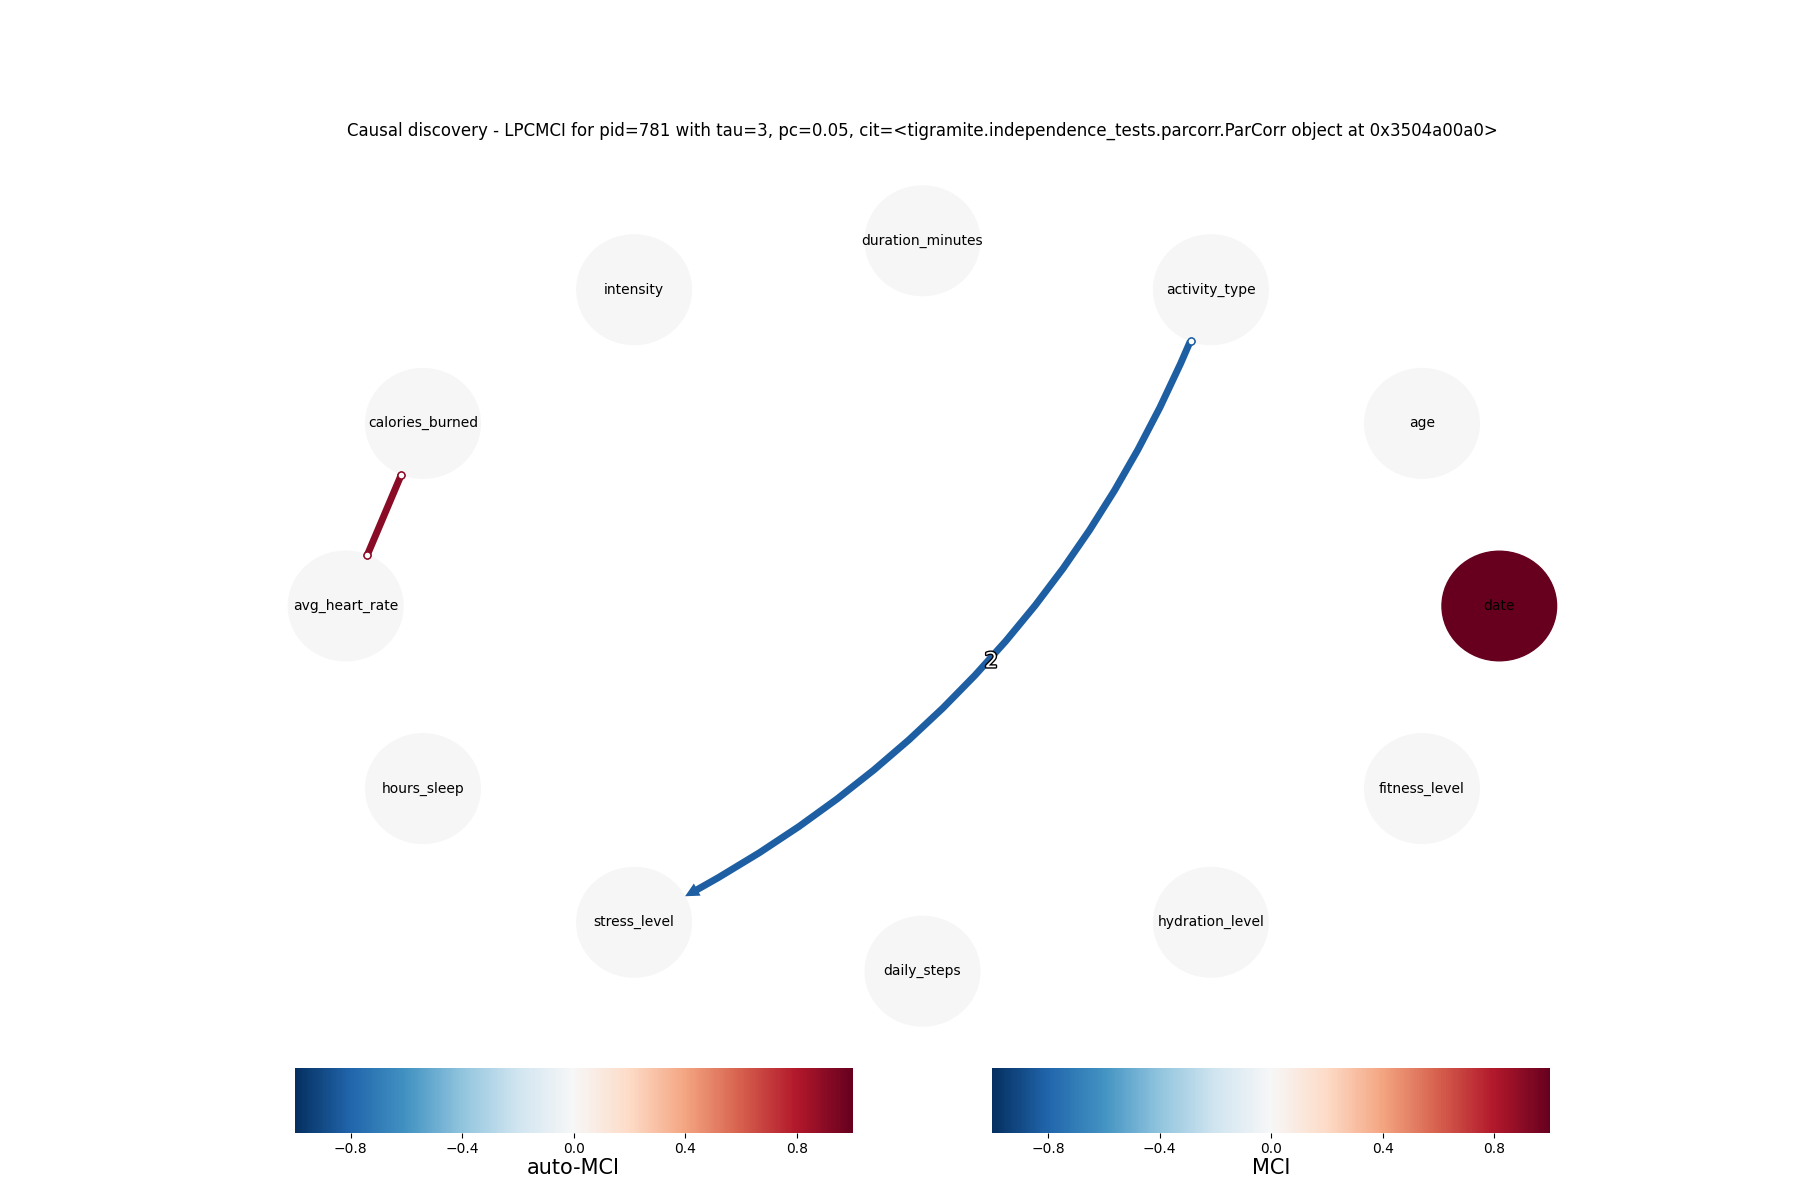 Causal discovery - LPCMCI for pid=781 with tau=3, pc=0.05, cit=<tigramite.independence_tests.parcorr.ParCorr object at 0x3504a00a0>
duration_minutes
intensity
activity_type
calories_burned
age
avg_heart_rate
date
2
hours_sleep
fitness_level
stress_level
hydration_level
daily_steps
−0.8 −0.4 0.0 0.4 0.8
auto-MCI
−0.8 −0.4 0.0 0.4 0.8
MCI